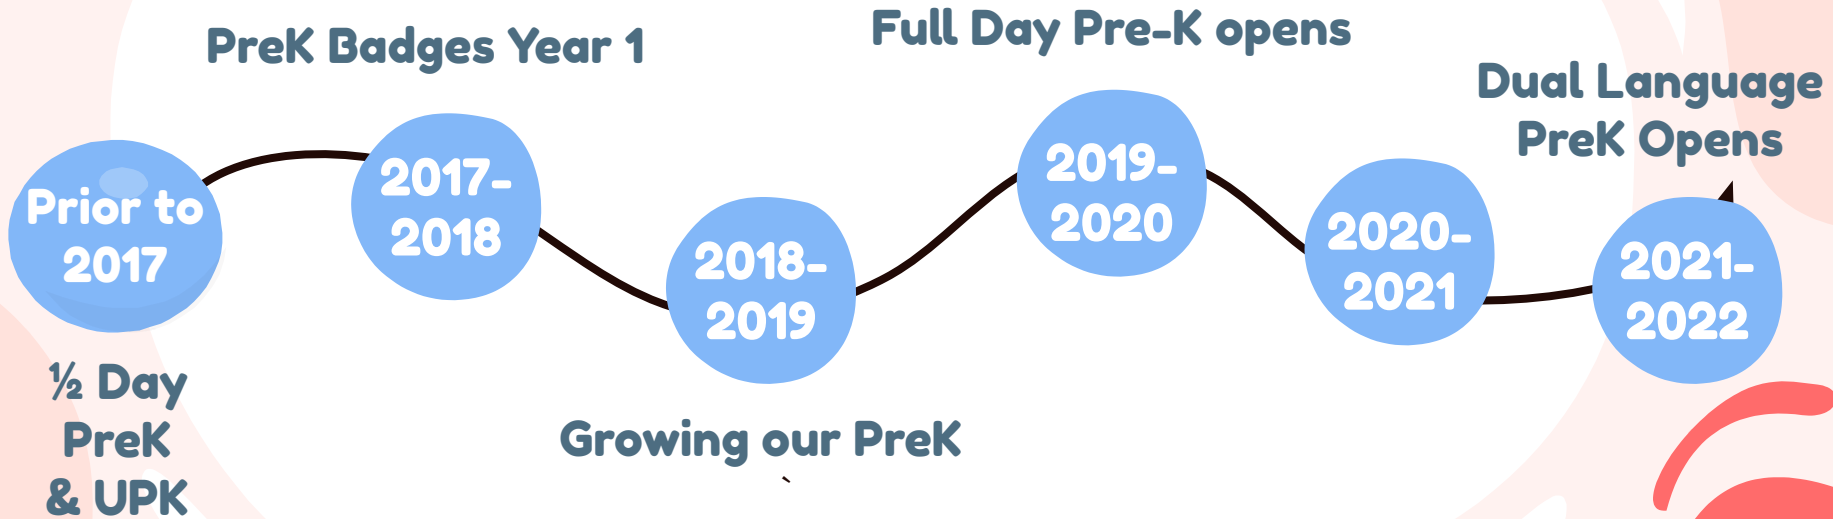 PreK Badges Year 1
Full Day Pre-K opens
Dual Language
PreK Opens
Prior to
2017
2017-
2018
2018-
2019
2019-
2020
2020-
2021
2021-
2022
½ Day
PreK
& UPK
Growing our PreK